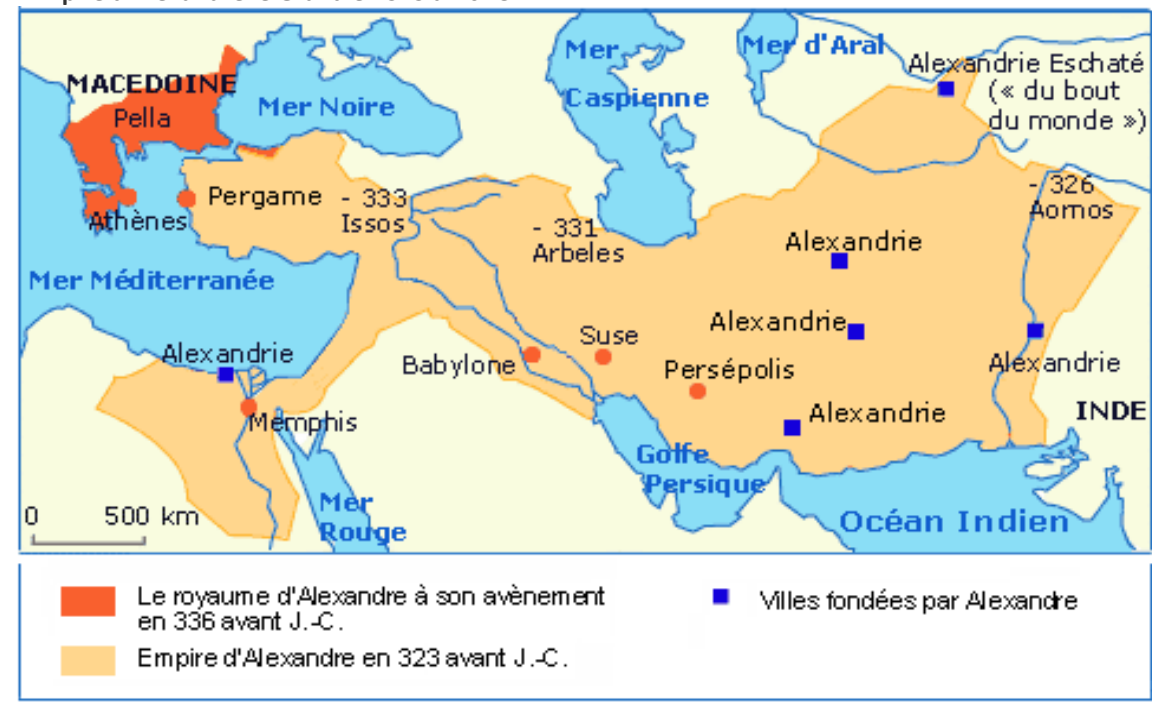 MACEDOINE
Pella
Mer Noire
Mer
Caspienne
Mer d'Aral
Alexandrie Eschaté
(« du bout
du monde »)
Athènes
Pergame
- 333
Issos
- 331
Arbeles
- 326
Aornos
Alexandrie
Mer Méditerranée
Alexandrie
Alexandrie
Babylone
Suse
Persépolis
Alexandrie
Alexandrie
INDE
Memphis
Golfe
Persique
Mer
Rouge
Océan Indien
0 500 km
Le royaume d'Alexandre à son avènement
en 336 avant J.-C.
Villes fondées par Alexandre
Empire d'Alexandre en 323 avant J.-C.